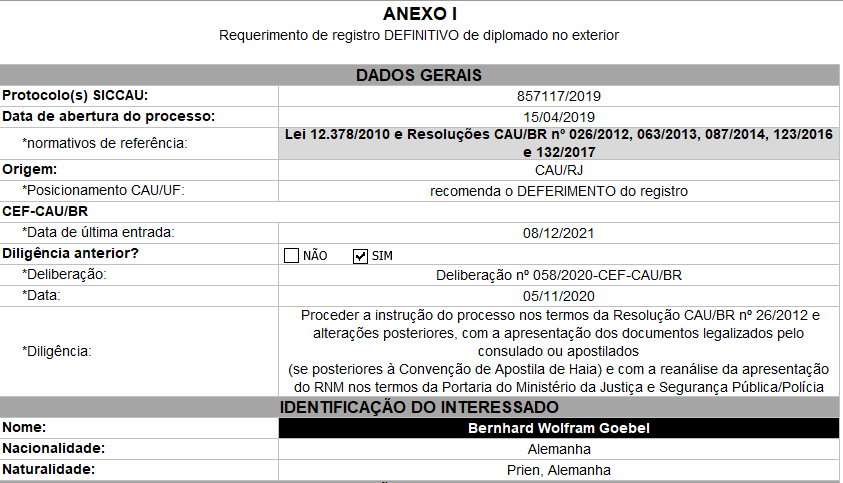 ANEXO I
Requerimento de registro DEFINITIVO de diplomado no exterior
DADOS GERAIS
Protocolo(s) SICCAU: 857117/2019
Data de abertura do processo: 15/04/2019
*normativos de referência: Lei 12.378/2010 e Resoluções CAU/BR nº 026/2012, 063/2013, 087/2014, 123/2016
e 132/2017
Origem: CAU/RJ
*Posicionamento CAU/UF: recomenda o DEFERIMENTO do registro
CEF-CAU/BR
*Data de última entrada: 08/12/2021
Diligência anterior? NÃO SIM
*Deliberação: Deliberação nº 058/2020-CEF-CAU/BR
*Data: 05/11/2020
*Diligência: Proceder a instrução do processo nos termos da Resolução CAU/BR nº 26/2012 e
alterações posteriores, com a apresentação dos documentos legalizados pelo
consulado ou apostilados
(se posteriores à Convenção de Apostila de Haia) e com a reanálise da apresentação
do RNM nos termos da Portaria do Ministério da Justiça e Segurança Pública/Polícia
IDENTIFICAÇÃO DO INTERESSADO
Nome: Bernhard Wolfram Goebel
Nacionalidade: Alemanha
Naturalidade: Prien, Alemanha